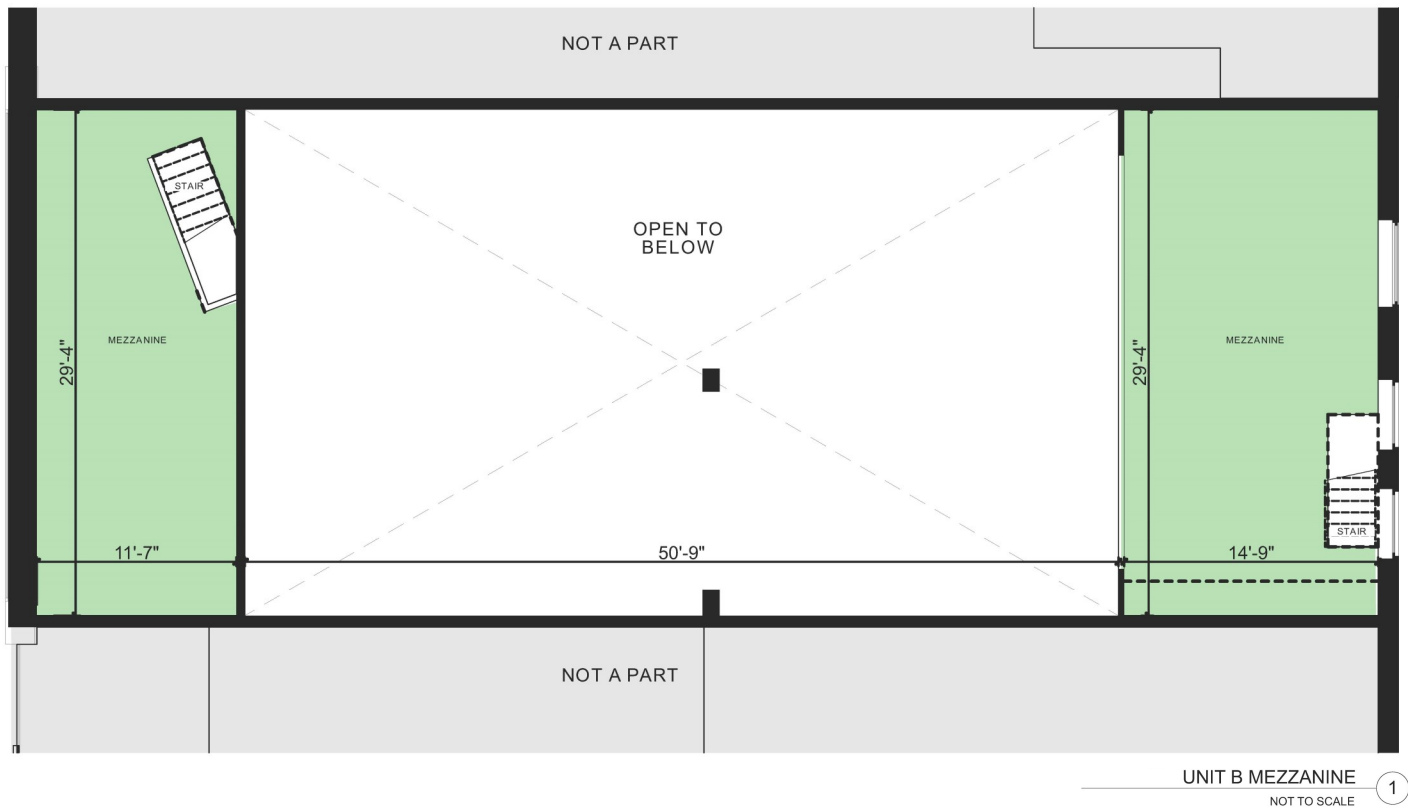 NOT A PART
STAIR
OPEN TO
BELOW
MEZZANINE
MEZZANINE
29'-4"
29'-4"
STAIR
11'-7"
50'-9"
14'-9"
NOT A PART
UNIT B MEZZANINE
1
NOT TO SCALE